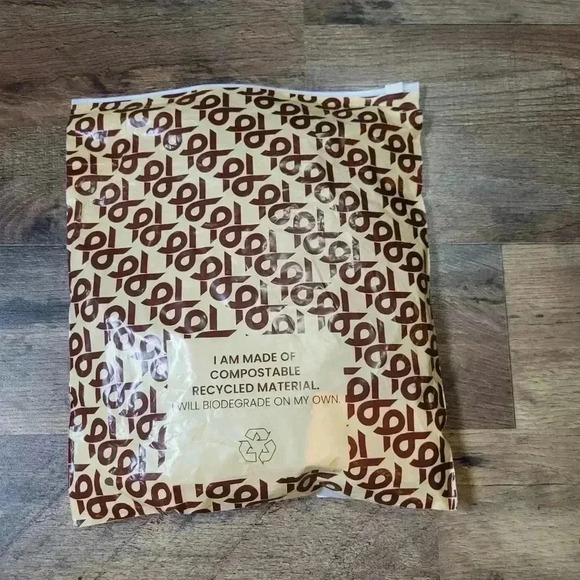 I AM MADE OF
COMPOSTABLE
RECYCLED MATERIAL.
I WILL BIODEGRADE ON MY OWN.